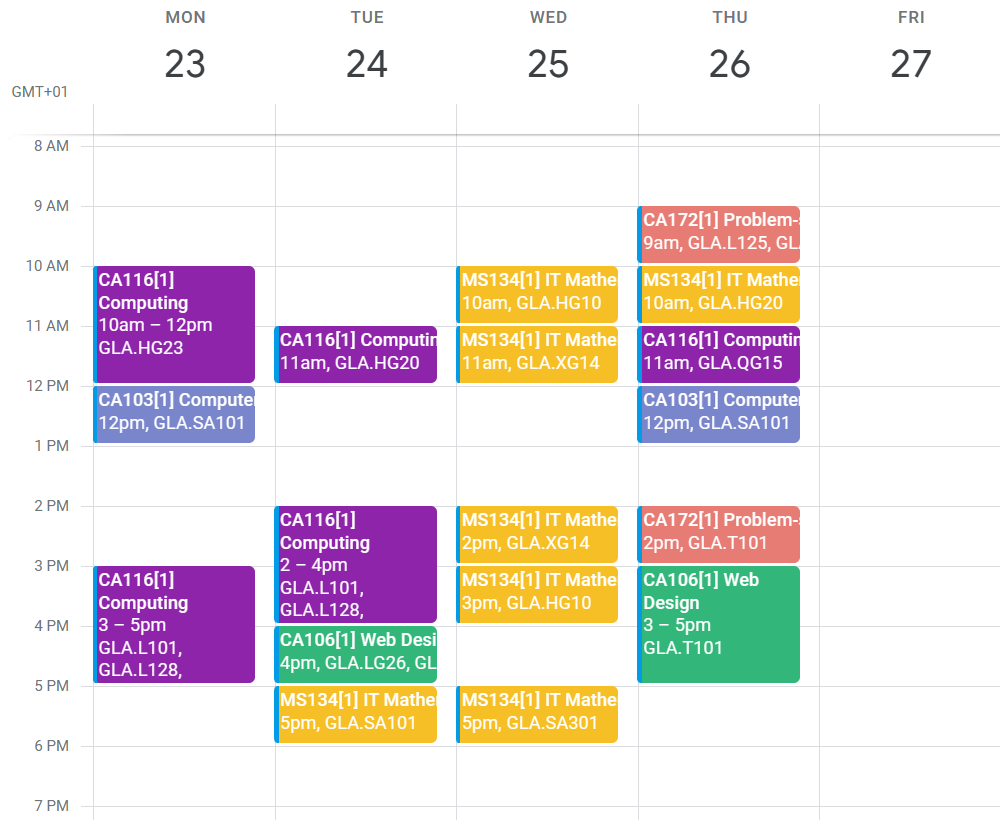 MON
TUE
WED
THU
FRI
23
24
25
26
27
GMT+01
8 AM
9 AM
10 AM
11 AM
12 PM
1 PM
2 PM
3 PM
4 PM
5 PM
6 PM
7 PM
CA116[1]
Computing
10am – 12pm
GLA.HG23
CA103[1] Computer
12pm, GLA.SA101
CA116[1]
Computing
3 – 5pm
GLA.L101,
GLA.L128,
CA116[1] Computin
11am, GLA.HG20
CA116[1]
Computing
2 – 4pm
GLA.L101,
GLA.L128,
CA106[1] Web Desi
4pm, GLA.LG26, GL
MS134[1] IT Mathe
5pm, GLA.SA101
MS134[1] IT Mathe
10am, GLA.HG10
MS134[1] IT Mathe
11am, GLA.XG14
MS134[1] IT Mathe
2pm, GLA.XG14
MS134[1] IT Mathe
3pm, GLA.HG10
MS134[1] IT Mathe
5pm, GLA.SA301
CA172[1] Problem-s
9am, GLA.L125, GLA
MS134[1] IT Mathe
10am, GLA.HG20
CA116[1] Computin
11am, GLA.QG15
CA103[1] Computer
12pm, GLA.SA101
CA172[1] Problem-s
2pm, GLA.T101
CA106[1] Web
Design
3 – 5pm
GLA.T101